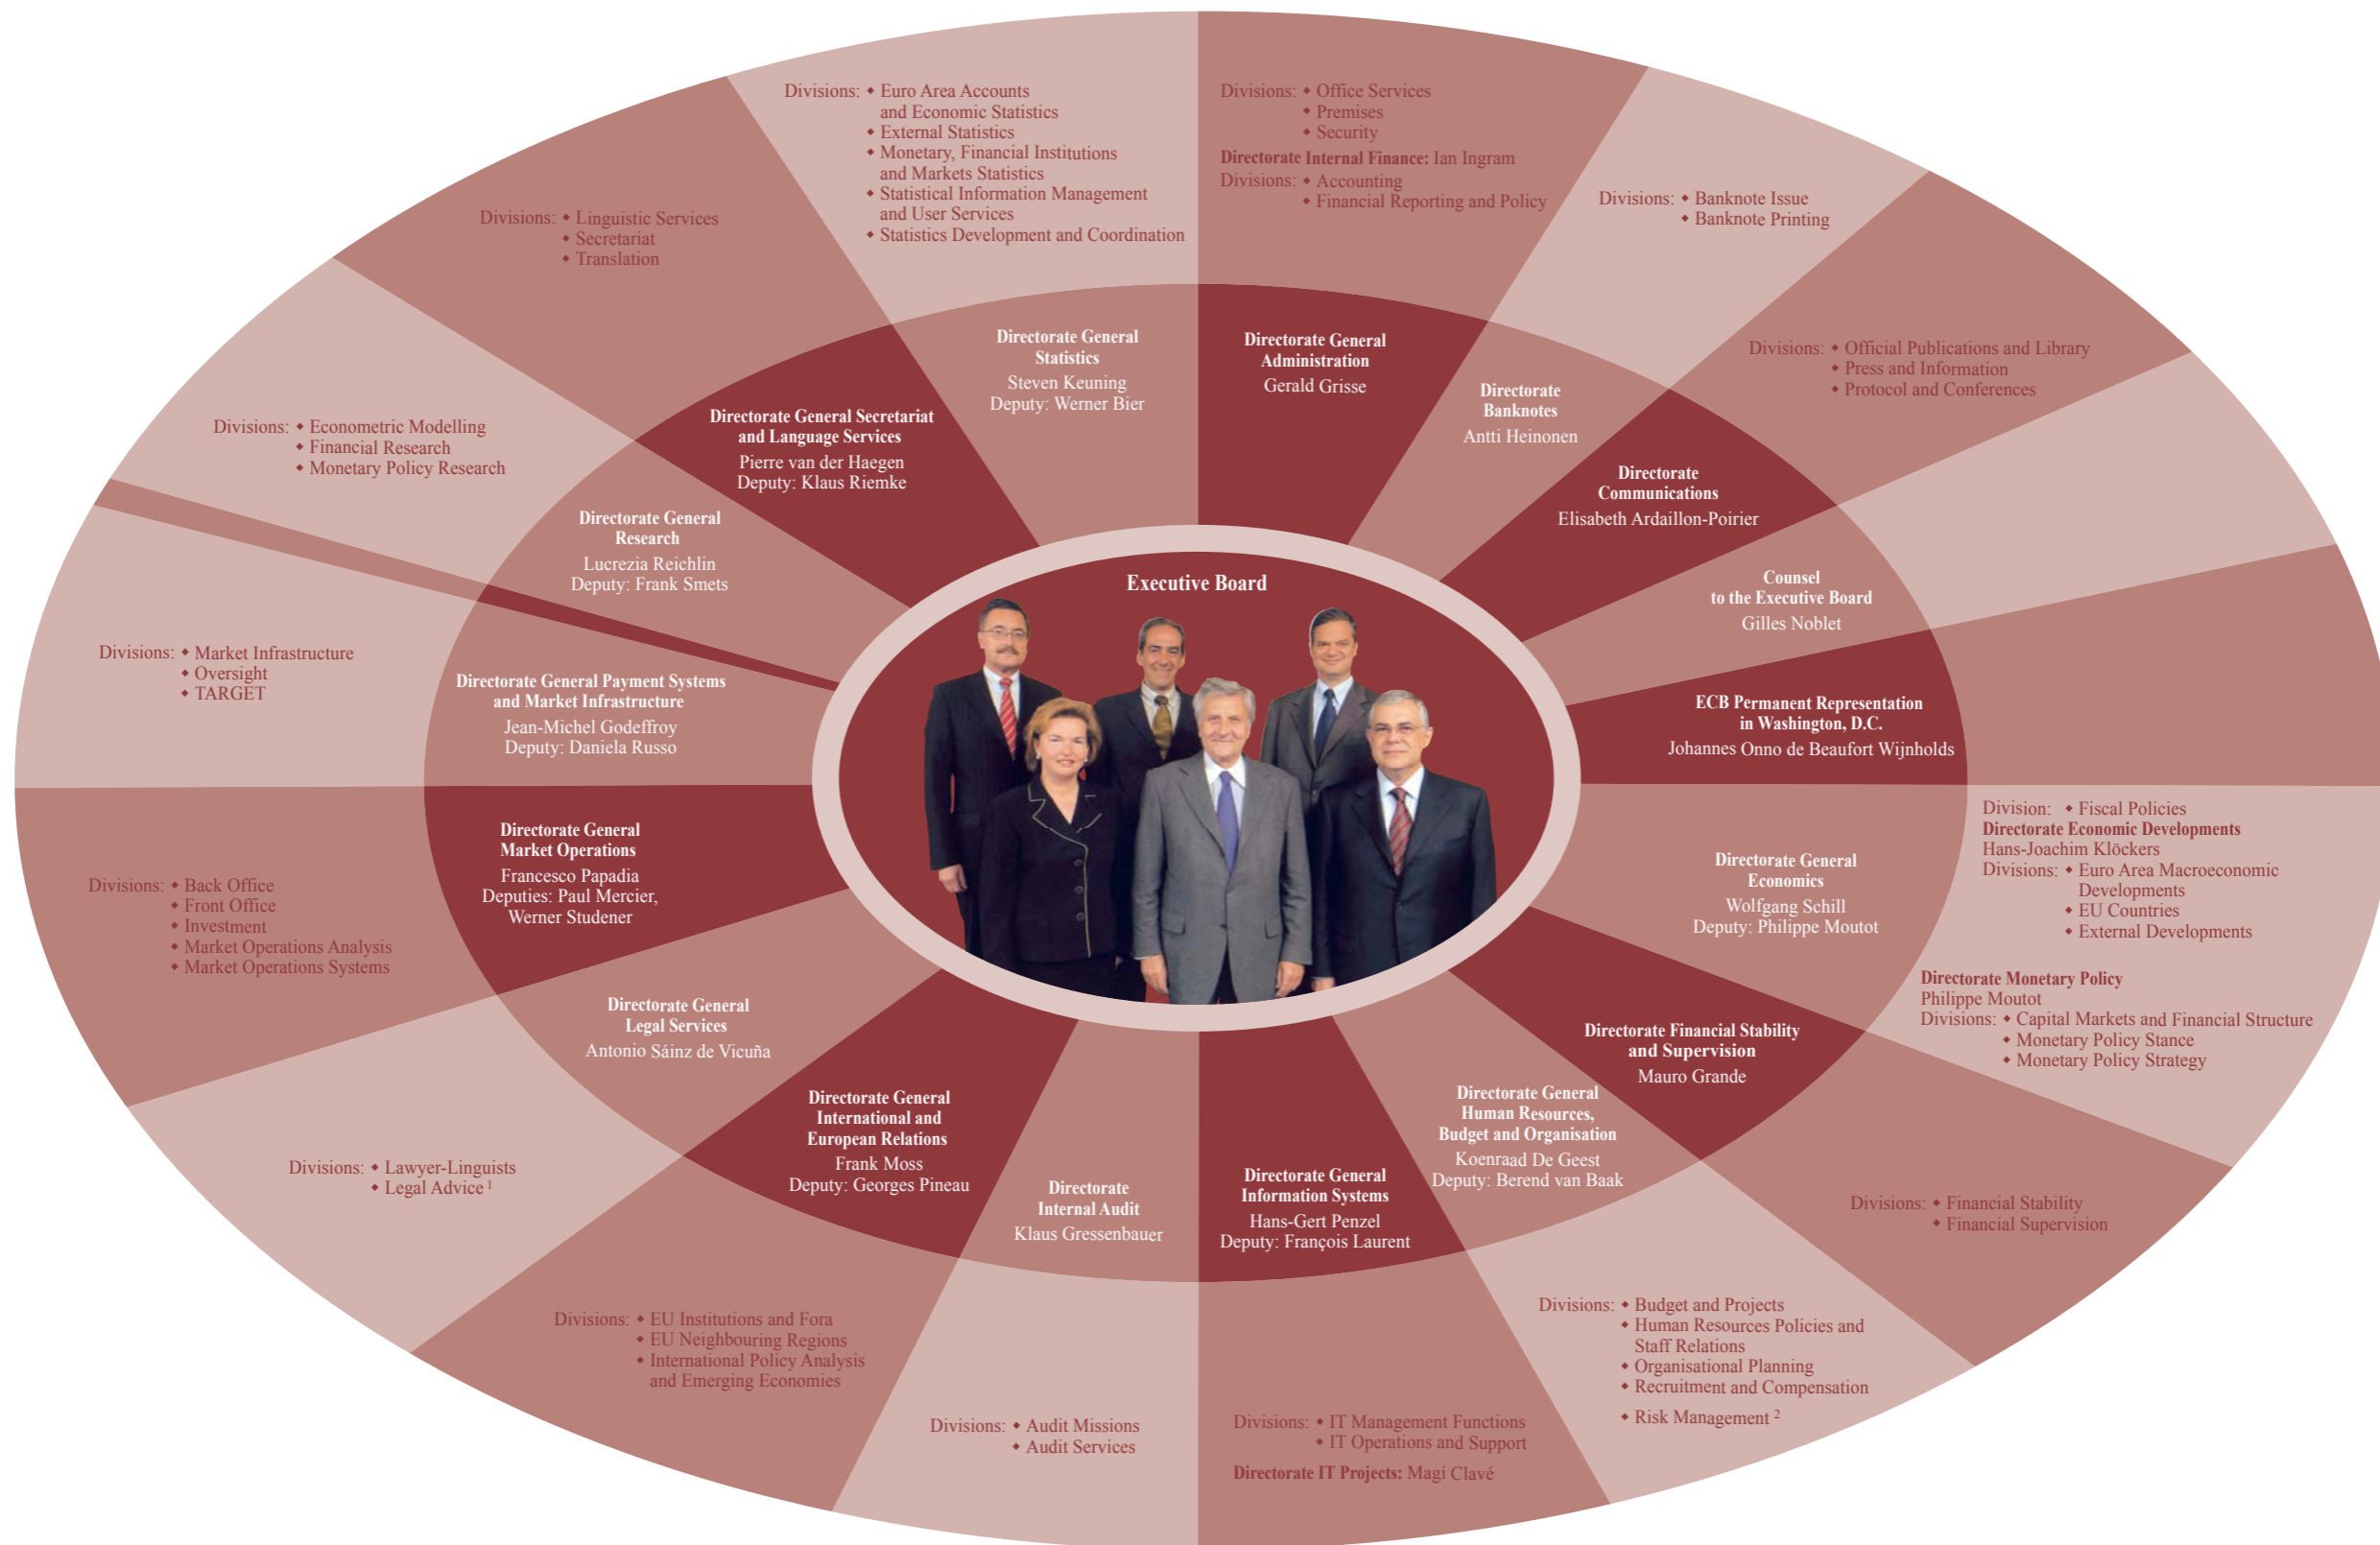 Divisions: ◆ Euro Area Accounts
and Economic Statistics
◆ External Statistics
◆ Monetary, Financial Institutions
and Markets Statistics
◆ Statistical Information Management
and User Services
◆ Statistics Development and Coordination
Divisions: ◆ Office Services
◆ Premises
◆ Security
Directorate Internal Finance: Ian Ingram
Divisions: ◆ Accounting
◆ Financial Reporting and Policy
Divisions: ◆ Banknote Issue
◆ Banknote Printing
Divisions: ◆ Linguistic Services
◆ Secretariat
◆ Translation
Directorate General
Statistics
Steven Keuning
Deputy: Werner Bier
Directorate General
Administration
Gerald Grisse
Directorate
Banknotes
Antti Heinonen
Divisions: ◆ Official Publications and Library
◆ Press and Information
◆ Protocol and Conferences
Directorate General Secretariat
and Language Services
Pierre van der Haegen
Deputy: Klaus Riemke
Directorate
Communications
Elisabeth Ardaillon-Poirier
Divisions: ◆ Econometric Modelling
◆ Financial Research
◆ Monetary Policy Research
Directorate General
Research
Lucrezia Reichlin
Deputy: Frank Smets
Executive Board
Counsel
to the Executive Board
Gilles Noblet
Divisions: ◆ Market Infrastructure
◆ Oversight
◆ TARGET
Directorate General Payment Systems
and Market Infrastructure
Jean-Michel Godeffroy
Deputy: Daniela Russo
ECB Permanent Representation
in Washington, D.C.
Johannes Onno de Beaufort Wijnholds
Divisions: ◆ Back Office
◆ Front Office
◆ Investment
◆ Market Operations Analysis
◆ Market Operations Systems
Directorate General
Market Operations
Francesco Papadia
Deputies: Paul Mercier,
Werner Studener
Directorate General
Economics
Wolfgang Schill
Deputy: Philippe Moutot
Division: ◆ Fiscal Policies
Directorate Economic Developments
Hans-Joachim Klöckers
Divisions: ◆ Euro Area Macroeconomic
Developments
◆ EU Countries
◆ External Developments
Directorate Monetary Policy
Philippe Moutot
Divisions: ◆ Capital Markets and Financial Structure
◆ Monetary Policy Stance
◆ Monetary Policy Strategy
Directorate General
Legal Services
Antonio Sáinz de Vicuña
Directorate Financial Stability
and Supervision
Mauro Grande
Divisions: ◆ Lawyer-Linguists
◆ Legal Advice 1
Directorate General
International and
European Relations
Frank Moss
Deputy: Georges Pineau
Directorate
Internal Audit
Klaus Gressenbauer
Directorate General
Information Systems
Hans-Gert Penzel
Deputy: François Laurent
Directorate General
Human Resources,
Budget and Organisation
Koenraad De Geest
Deputy: Berend van Baak
Divisions: ◆ Financial Stability
◆ Financial Supervision
Divisions: ◆ EU Institutions and Fora
◆ EU Neighbouring Regions
◆ International Policy Analysis
and Emerging Economies
Divisions: ◆ Audit Missions
◆ Audit Services
Divisions: ◆ IT Management Functions
◆ IT Operations and Support
Directorate IT Projects: Magí Clavé
Divisions: ◆ Budget and Projects
◆ Human Resources Policies and
Staff Relations
◆ Organisational Planning
◆ Recruitment and Compensation
◆ Risk Management 2